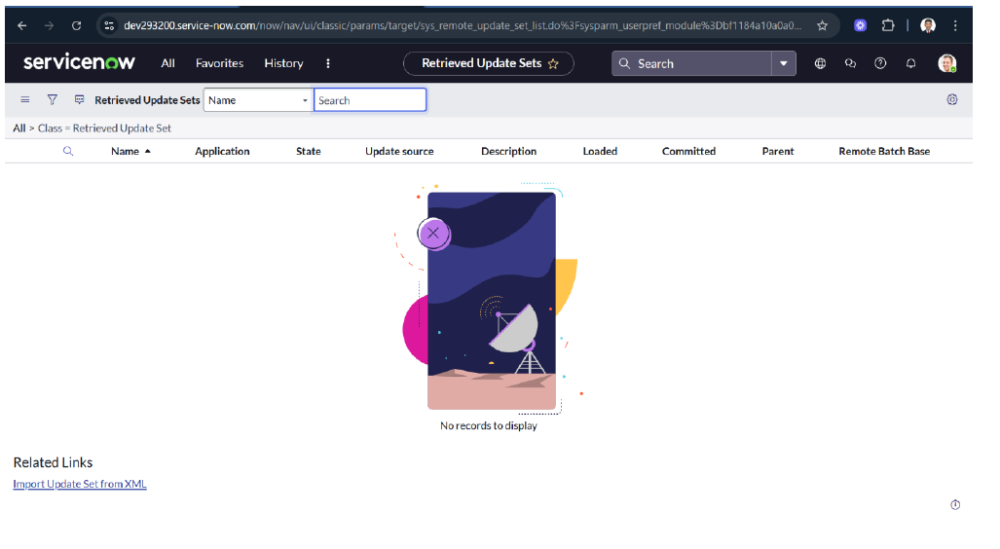 dev293200.service-now.com/now/nav/ui/classic/params/target/sys_remote_update_set_list.do%3Fsysparm_userpref_module%3Dbf1184a10a0a0...
servicenow All Favorites History Retrieved Update Sets Search
Retrieved Update Sets Name Search
All > Class = Retrieved Update Set
Name Application State Update source Description Loaded Committed Parent Remote Batch Base
No records to display
Related Links
Import Update Set from XML